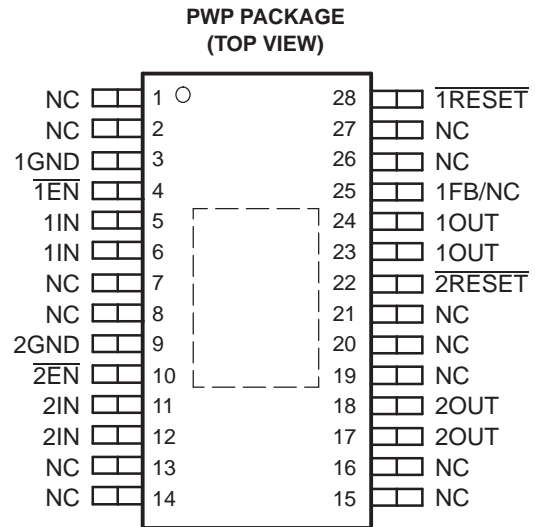 PWP PACKAGE
(TOP VIEW)
NC 1 28 1RESET
NC 2 27 NC
1GND 3 26 NC
1EN 4 25 1FB/NC
1IN 5 24 1OUT
1IN 6 23 1OUT
NC 7 22 2RESET
NC 8 21 NC
2GND 9 20 NC
2EN 10 19 NC
2IN 11 18 2OUT
2IN 12 17 2OUT
NC 13 16 NC
NC 14 15 NC